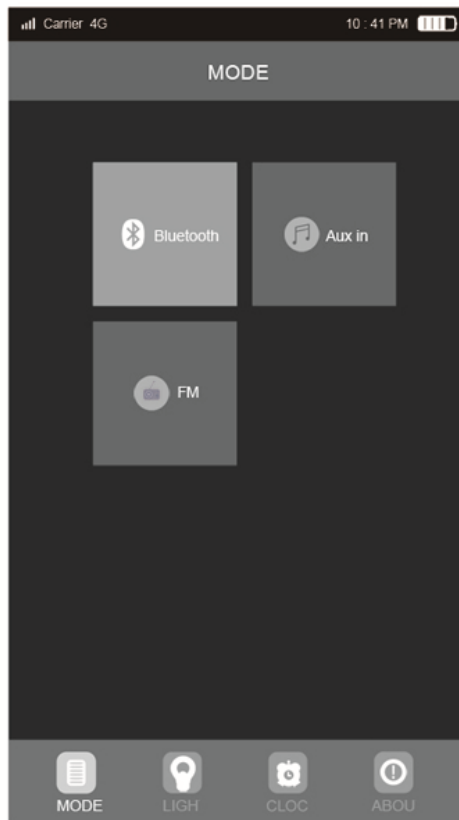 Carrier 4G 10 : 41 PM
MODE
Bluetooth Aux in
FM
MODE LIGH CLOC ABOU